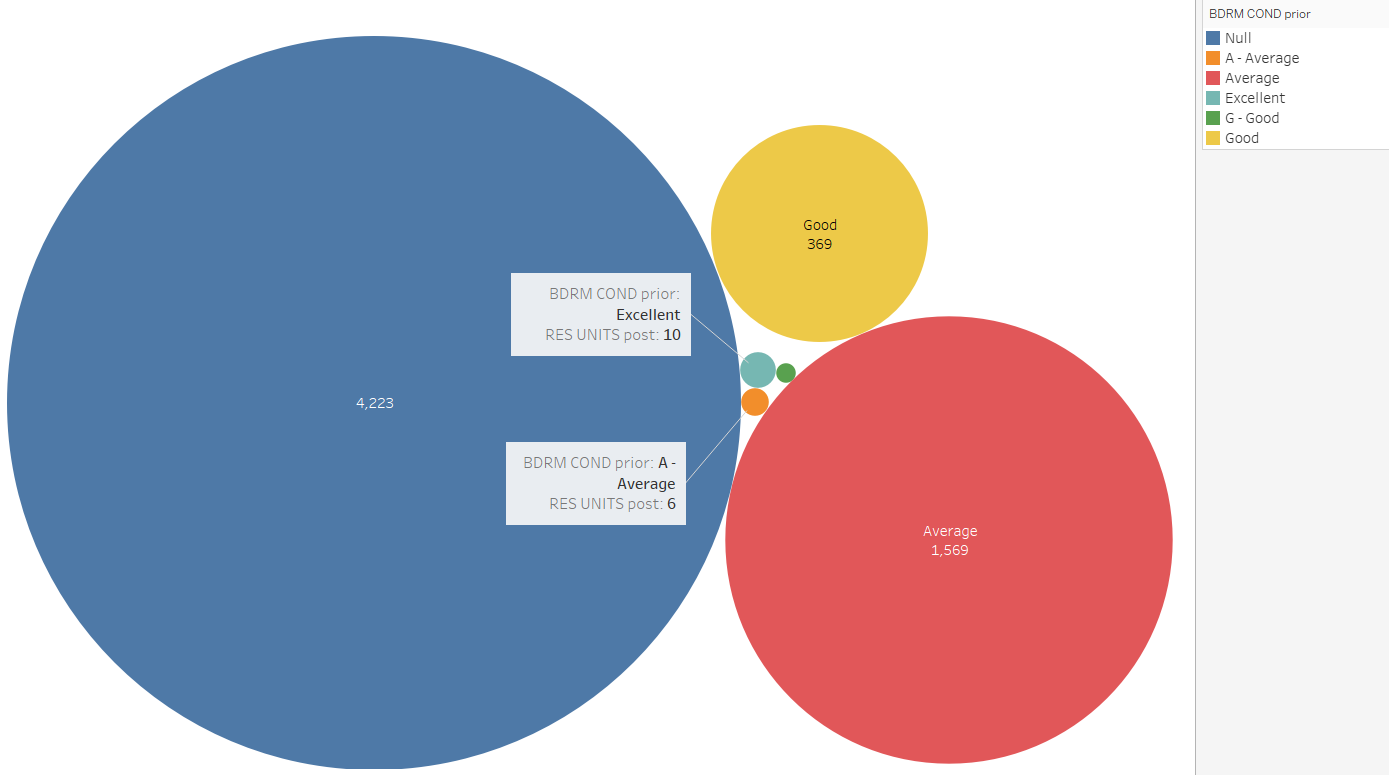 BDRM COND prior
Null
A - Average
Average
Excellent
G - Good
Good
Good
369
BDRM COND prior:
Excellent
RES UNITS post: 10
4,223
BDRM COND prior: A -
Average
RES UNITS post: 6
Average
1,569